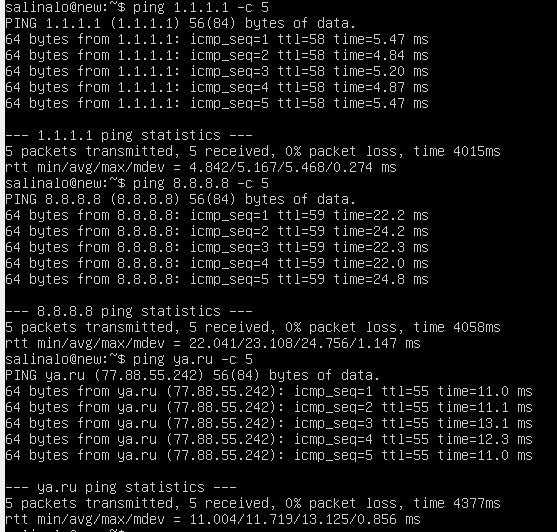 salinalo@new:~$ ping 1.1.1.1 -c 5
PING 1.1.1.1 (1.1.1.1) 56(84) bytes of data.
64 bytes from 1.1.1.1: icmp_seq=1 ttl=58 time=5.47 ms
64 bytes from 1.1.1.1: icmp_seq=2 ttl=58 time=4.84 ms
64 bytes from 1.1.1.1: icmp_seq=3 ttl=58 time=5.20 ms
64 bytes from 1.1.1.1: icmp_seq=4 ttl=58 time=4.87 ms
64 bytes from 1.1.1.1: icmp_seq=5 ttl=58 time=5.47 ms

--- 1.1.1.1 ping statistics ---
5 packets transmitted, 5 received, 0% packet loss, time 4015ms
rtt min/avg/max/mdev = 4.842/5.167/5.468/0.274 ms
salinalo@new:~$ ping 8.8.8.8 -c 5
PING 8.8.8.8 (8.8.8.8) 56(84) bytes of data.
64 bytes from 8.8.8.8: icmp_seq=1 ttl=59 time=22.2 ms
64 bytes from 8.8.8.8: icmp_seq=2 ttl=59 time=24.2 ms
64 bytes from 8.8.8.8: icmp_seq=3 ttl=59 time=22.3 ms
64 bytes from 8.8.8.8: icmp_seq=4 ttl=59 time=22.0 ms
64 bytes from 8.8.8.8: icmp_seq=5 ttl=59 time=24.8 ms

--- 8.8.8.8 ping statistics ---
5 packets transmitted, 5 received, 0% packet loss, time 4058ms
rtt min/avg/max/mdev = 22.041/23.108/24.756/1.147 ms
salinalo@new:~$ ping ya.ru -c 5
PING ya.ru (77.88.55.242) 56(84) bytes of data.
64 bytes from ya.ru (77.88.55.242): icmp_seq=1 ttl=55 time=11.0 ms
64 bytes from ya.ru (77.88.55.242): icmp_seq=2 ttl=55 time=11.1 ms
64 bytes from ya.ru (77.88.55.242): icmp_seq=3 ttl=55 time=13.1 ms
64 bytes from ya.ru (77.88.55.242): icmp_seq=4 ttl=55 time=12.3 ms
64 bytes from ya.ru (77.88.55.242): icmp_seq=5 ttl=55 time=11.0 ms

--- ya.ru ping statistics ---
5 packets transmitted, 5 received, 0% packet loss, time 4377ms
rtt min/avg/max/mdev = 11.004/11.719/13.125/0.856 ms